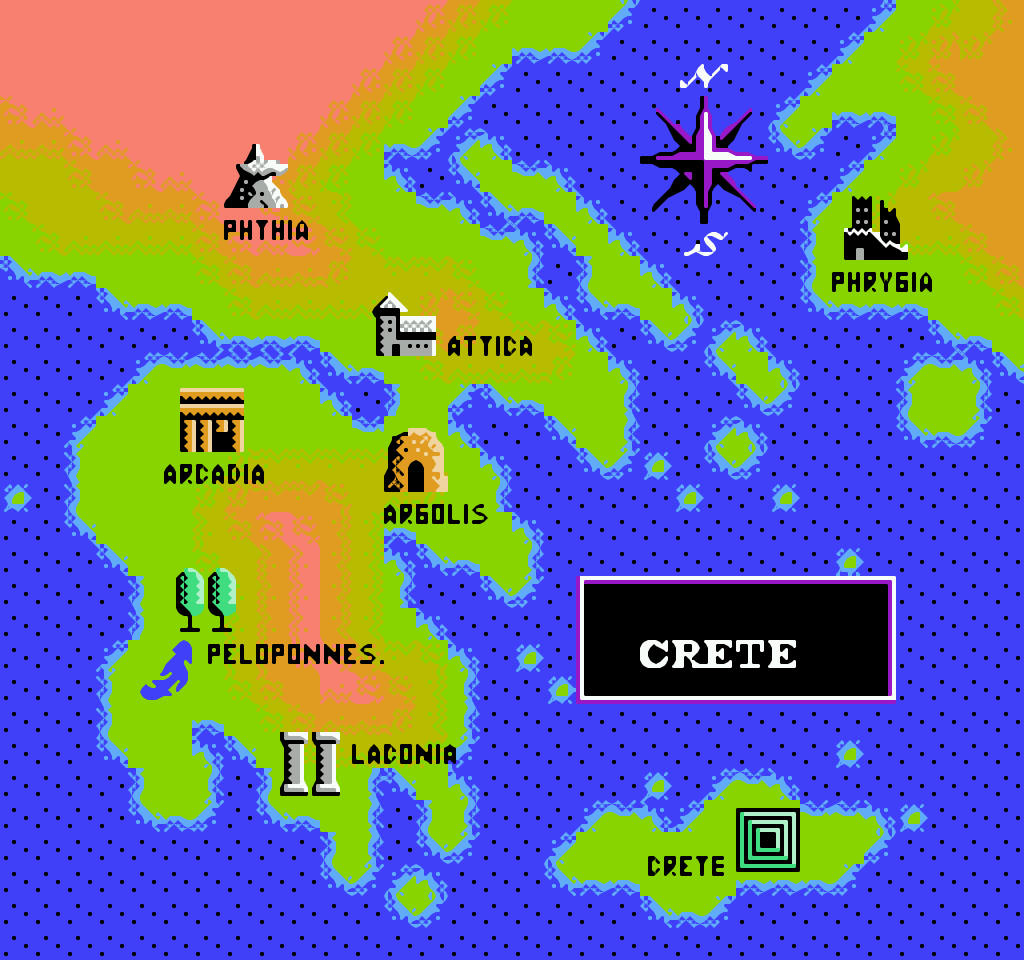 N
S
PHTHIA
PHRYGIA
ATTICA
ARCADIA
ARGOLIS
PELOPONNES.
CRETE
LACONIA
CRETE